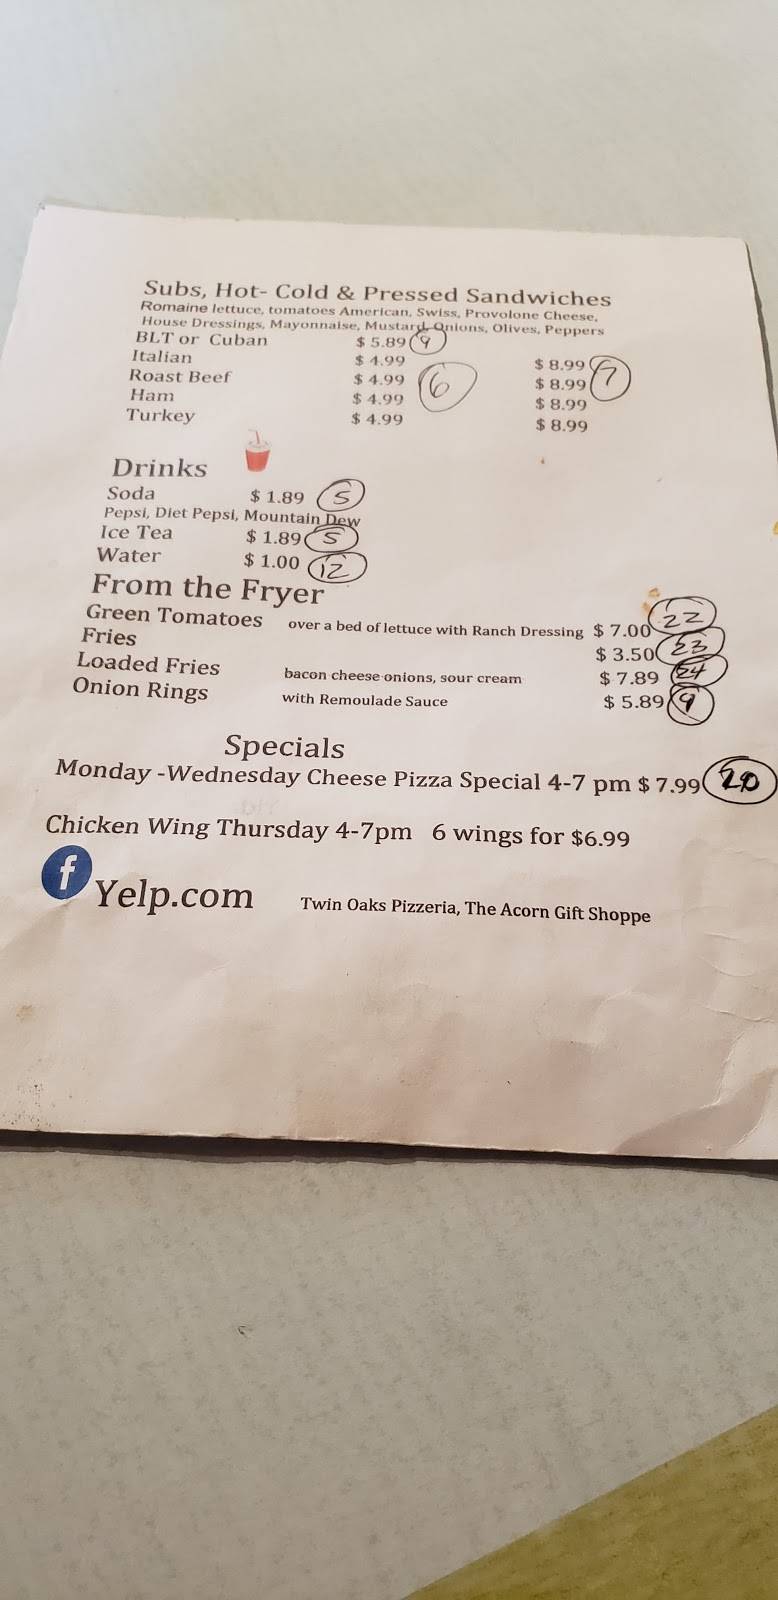 Subs, Hot- Cold & Pressed Sandwiches
Romaine lettuce, tomatoes American, Swiss, Provolone Cheese,
House Dressings, Mayonnaise, Mustard, Onions, Olives, Peppers
BLT or Cuban $ 5.89 9
Italian $ 4.99 $ 8.99
Roast Beef $ 4.99 6 $ 8.99 7
Ham $ 4.99 $ 8.99
Turkey $ 4.99 $ 8.99
Drinks
Soda $ 1.89 5
Pepsi, Diet Pepsi, Mountain Dew
Ice Tea $ 1.89 5
Water $ 1.00 12
From the Fryer
Green Tomatoes over a bed of lettuce with Ranch Dressing $ 7.00 22
Fries $ 3.50 23
Loaded Fries bacon cheese onions, sour cream $ 7.89 24
Onion Rings with Remoulade Sauce $ 5.89 9
Specials
Monday -Wednesday Cheese Pizza Special 4-7 pm $ 7.99 20
Chicken Wing Thursday 4-7pm 6 wings for $6.99
f Yelp.com Twin Oaks Pizzeria, The Acorn Gift Shoppe